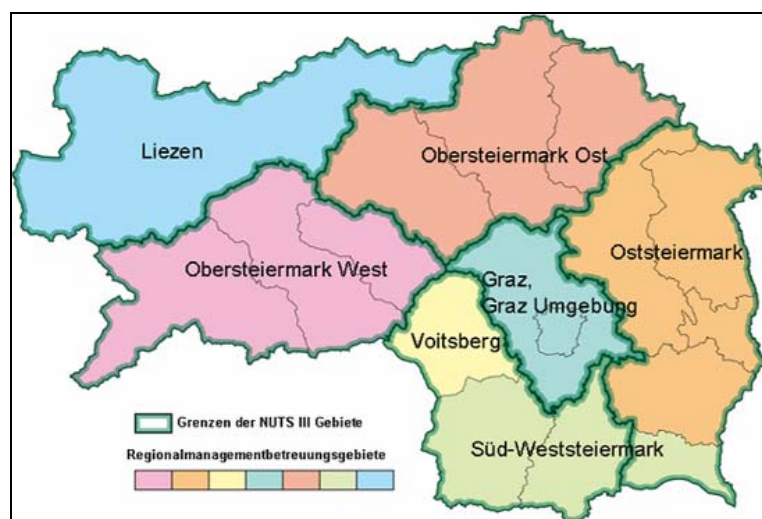 Liezen
Obersteiermark Ost
Obersteiermark West
Oststeiermark
Graz,
Graz Umgebung
Voitsberg
Süd-Weststeiermark
Grenzen der NUTS III Gebiete
Regionalmanagementbetreuungsgebiete